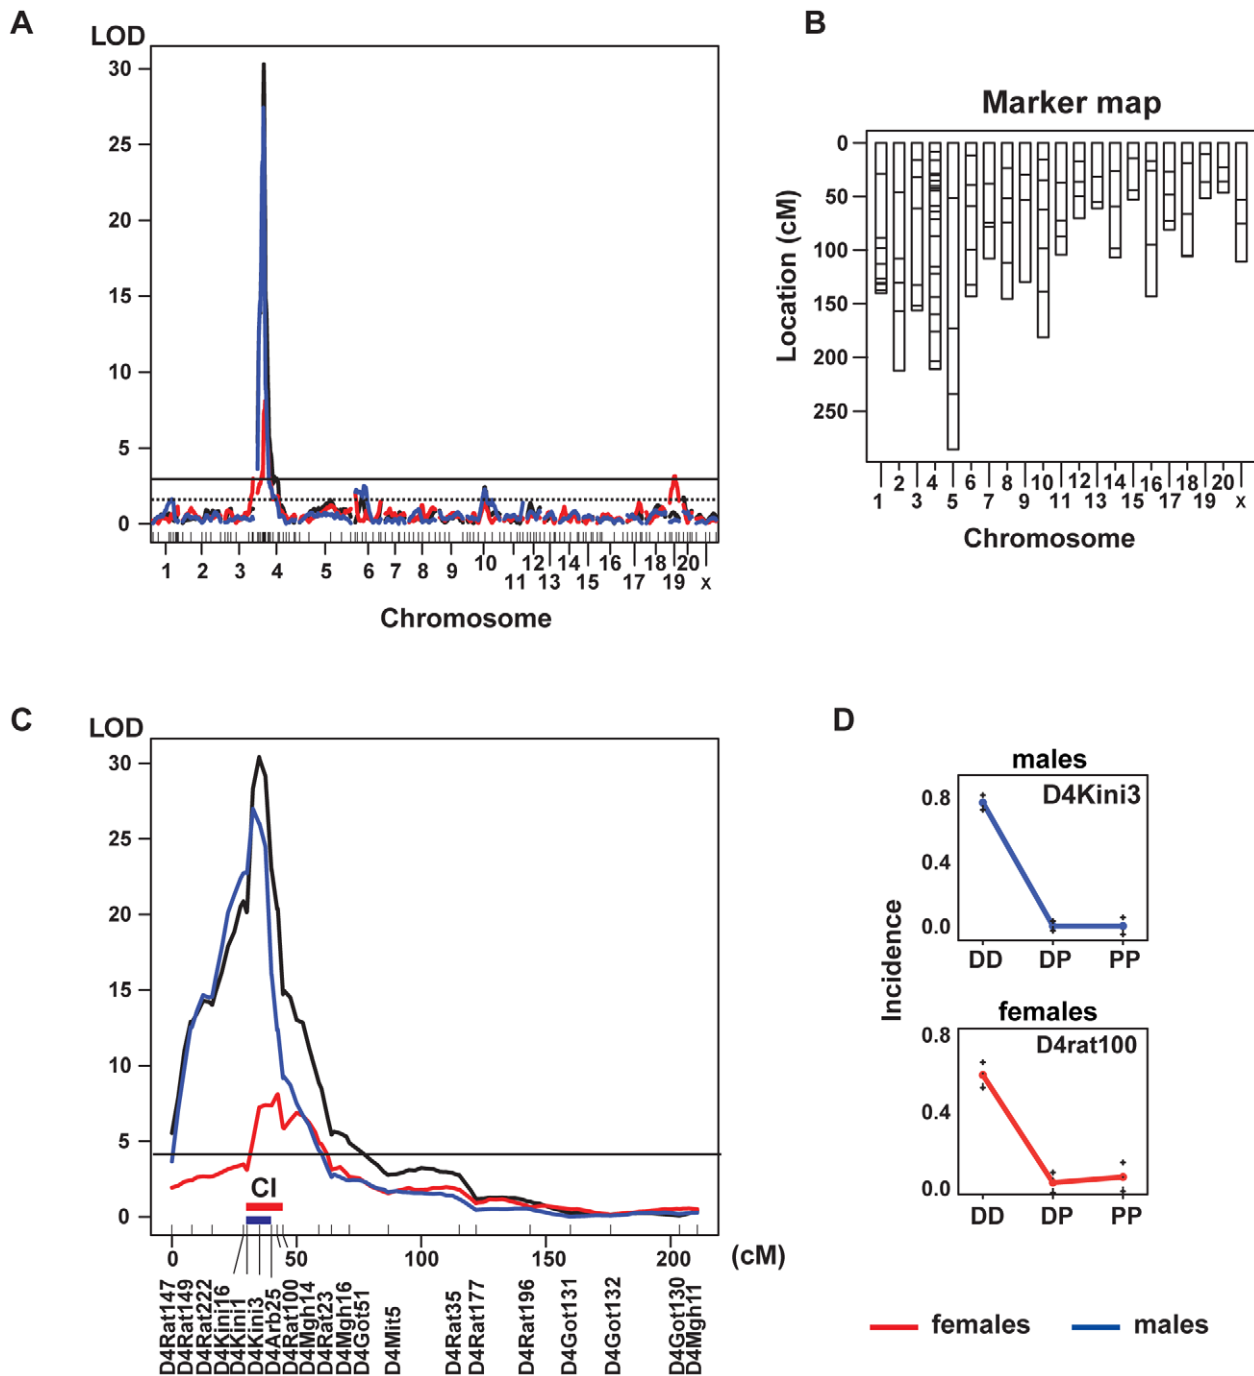 A
LOD
30
25
20
15
10
5
0
1 2 3 4 5 6 7 8 9 10 11 12 13 14 15 16 17 18 19 20 x
Chromosome
B
Marker map
Location (cM)
0
50
100
150
200
250
1 2 3 4 5 6 7 8 9 10 11 12 13 14 15 16 17 18 19 20 x
Chromosome
C
LOD
30
25
20
15
10
5
0
CI
0 50 100 150 200
(cM)
D4Rat147
D4Rat149
D4Rat222
D4Kini16
D4Kini1
D4Kini3
D4Arb25
D4Rat100
D4Mgh14
D4Rat23
D4Mgh16
D4Got51
D4Mit5
D4Rat35
D4Rat177
D4Rat196
D4Got131
D4Got132
D4Got130
D4Mgh11
D
Incidence
males
D4Kini3
0.8
0.4
0.0
DD DP PP
females
D4rat100
0.8
0.4
0.0
DD DP PP
females
males